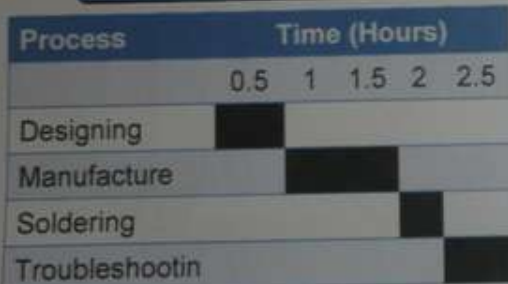 Process Time (Hours)
0.5 1 1.5 2 2.5
Designing
Manufacture
Soldering
Troubleshootin